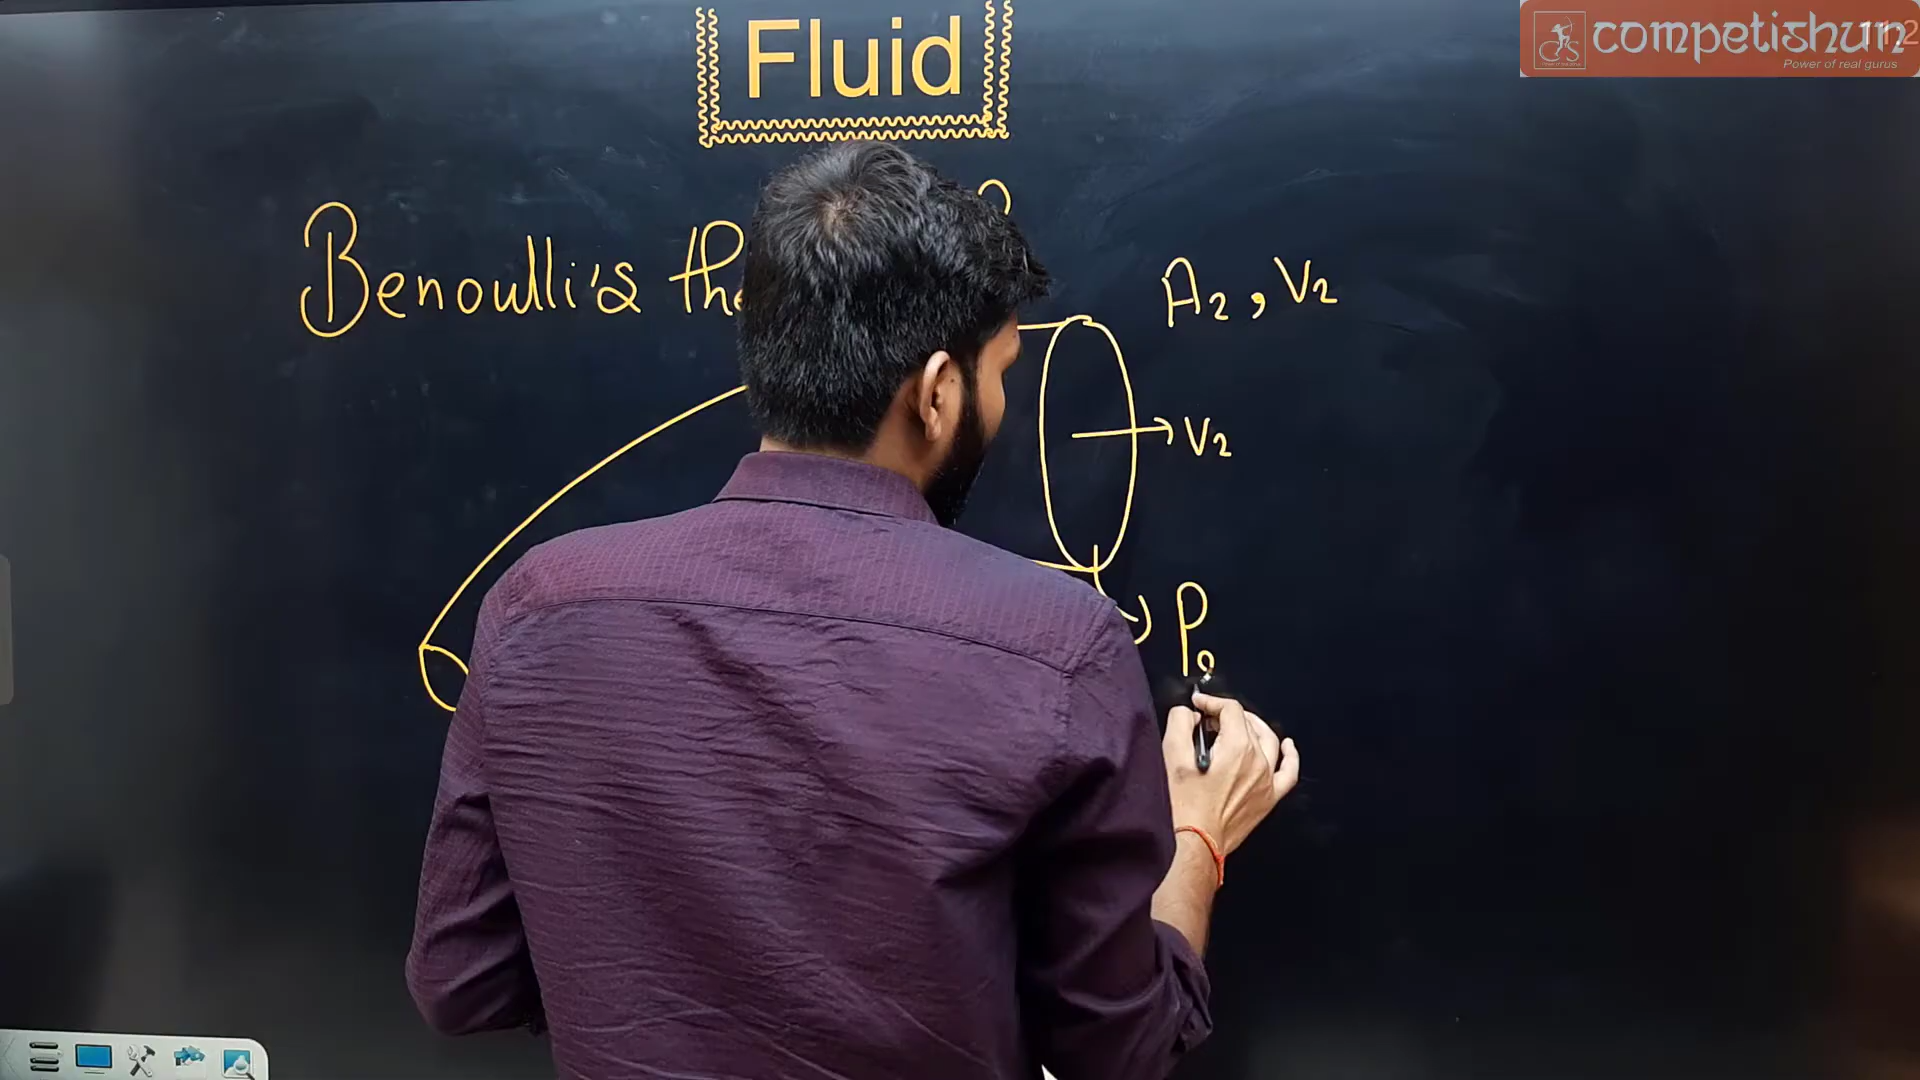 Fluid
competishun
Power of real gurus
Benoulli's the
A2, V2
V2
P2